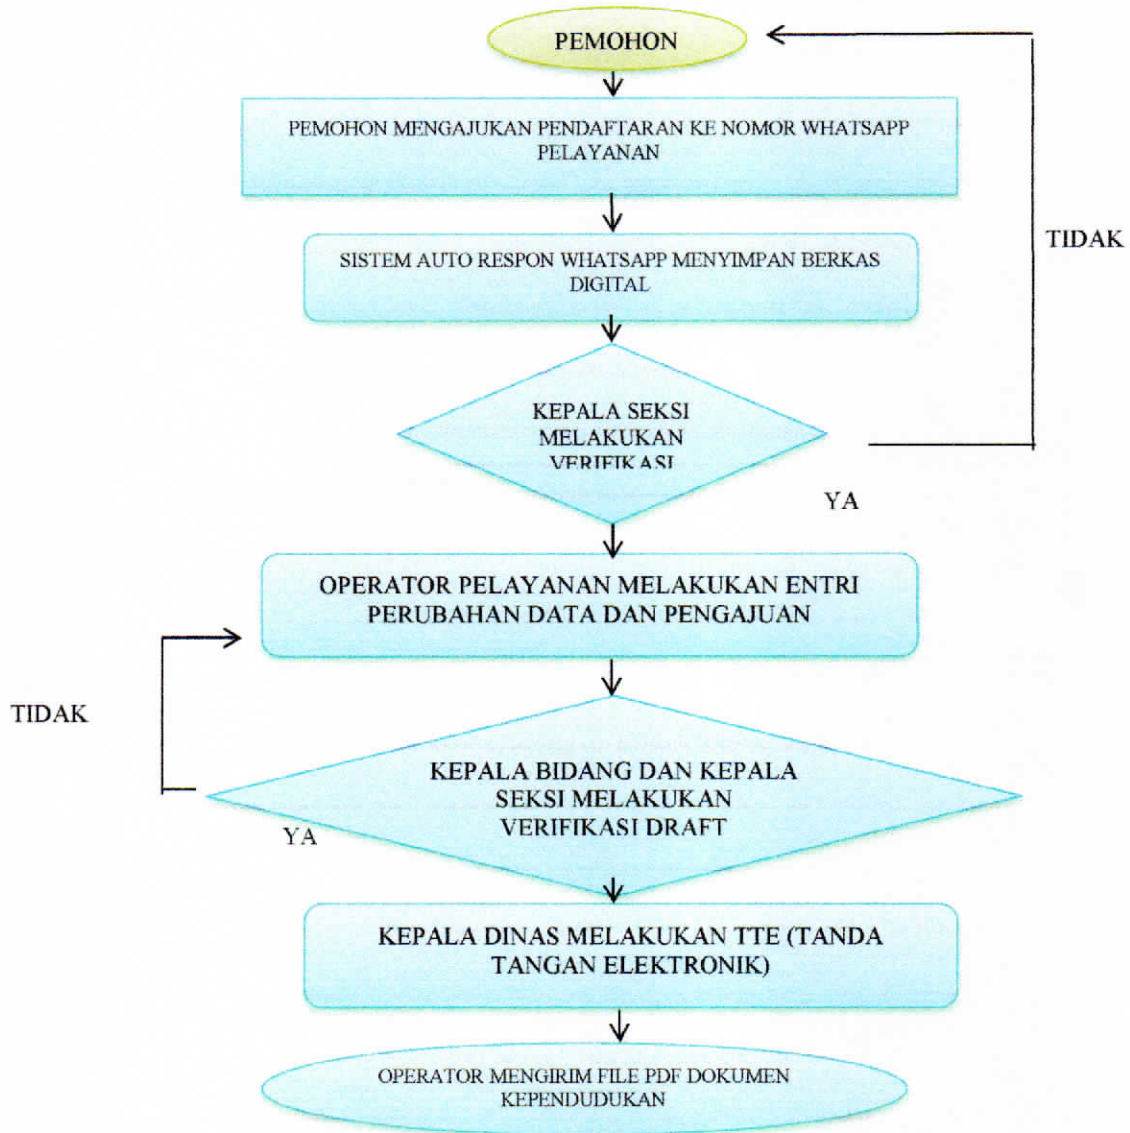 PEMOHON
PEMOHON MENGAJUKAN PENDAFTARAN KE NOMOR WHATSAPP
PELAYANAN
TIDAK
SISTEM AUTO RESPON WHATSAPP MENYIMPAN BERKAS
DIGITAL
KEPALA SEKSI
MELAKUKAN
VERIFIKASI
YA
OPERATOR PELAYANAN MELAKUKAN ENTRI
PERUBAHAN DATA DAN PENGAJUAN
TIDAK
KEPALA BIDANG DAN KEPALA
SEKSI MELAKUKAN
VERIFIKASI DRAFT
YA
KEPALA DINAS MELAKUKAN TTE (TANDA
TANGAN ELEKTRONIK)
OPERATOR MENGIRIM FILE PDF DOKUMEN
KEPENDUDUKAN